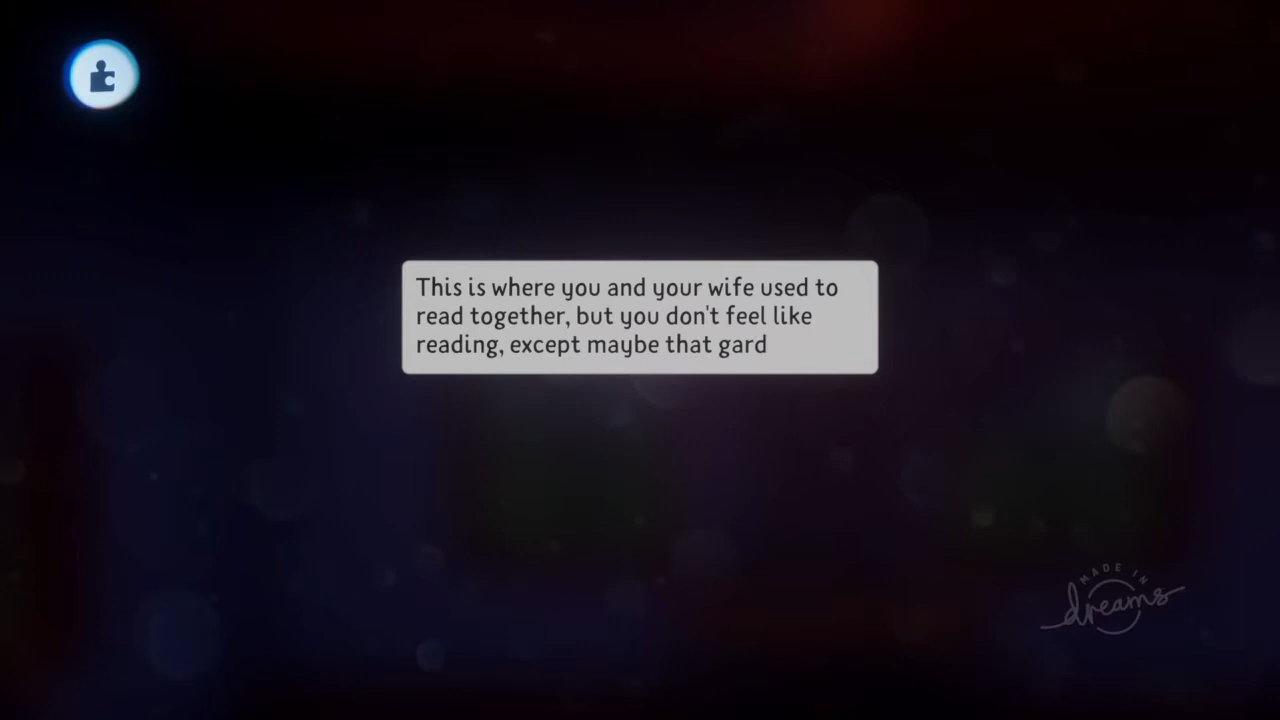 This is where you and your wife used to
read together, but you don't feel like
reading, except maybe that gard
MADE IN
dreams